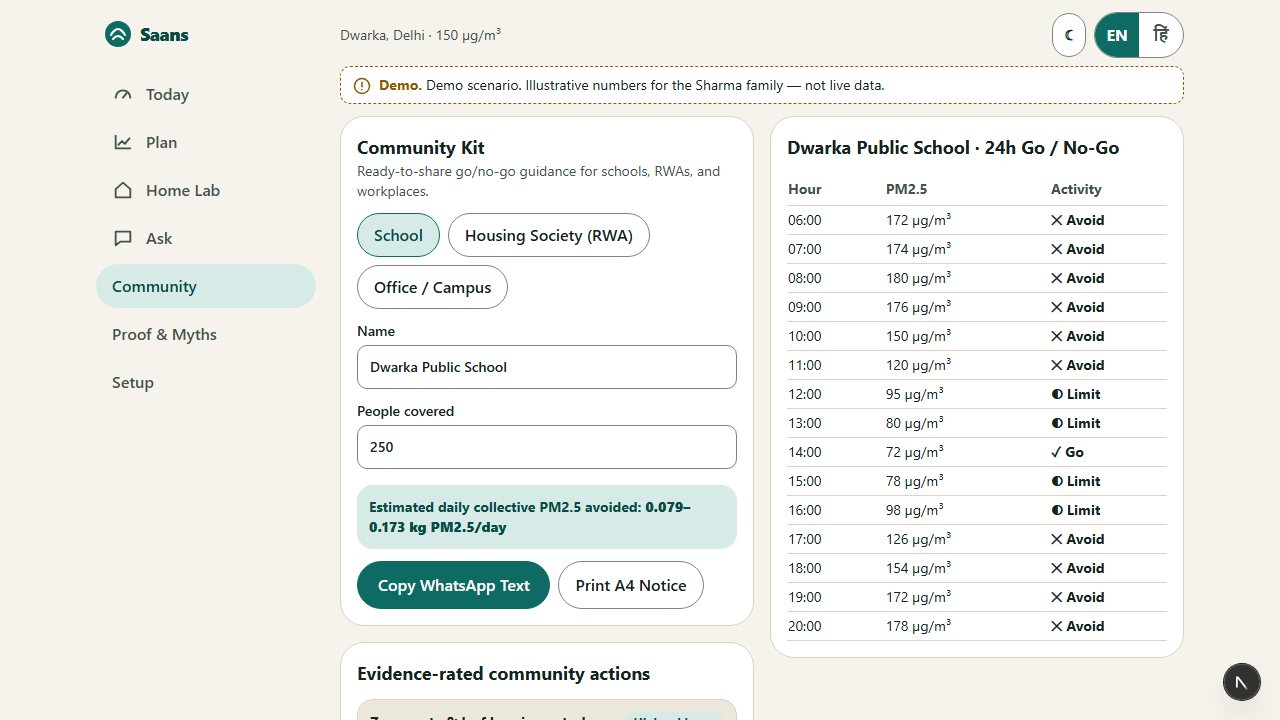 Saans
Dwarka, Delhi · 150 µg/m³
EN
हिं
Today
Plan
Home Lab
Ask
Community
Proof & Myths
Setup
Demo. Demo scenario. Illustrative numbers for the Sharma family — not live data.
Community Kit
Ready-to-share go/no-go guidance for schools, RWAs, and
workplaces.
School
Housing Society (RWA)
Office / Campus
Name
Dwarka Public School
People covered
250
Estimated daily collective PM2.5 avoided: 0.079–
0.173 kg PM2.5/day
Copy WhatsApp Text
Print A4 Notice
Evidence-rated community actions
Dwarka Public School · 24h Go / No-Go
Hour PM2.5 Activity
06:00 172 µg/m³ ✕ Avoid
07:00 174 µg/m³ ✕ Avoid
08:00 180 µg/m³ ✕ Avoid
09:00 176 µg/m³ ✕ Avoid
10:00 150 µg/m³ ✕ Avoid
11:00 120 µg/m³ ✕ Avoid
12:00 95 µg/m³ ◐ Limit
13:00 80 µg/m³ ◐ Limit
14:00 72 µg/m³ ✓ Go
15:00 78 µg/m³ ◐ Limit
16:00 98 µg/m³ ◐ Limit
17:00 126 µg/m³ ✕ Avoid
18:00 154 µg/m³ ✕ Avoid
19:00 172 µg/m³ ✕ Avoid
20:00 178 µg/m³ ✕ Avoid